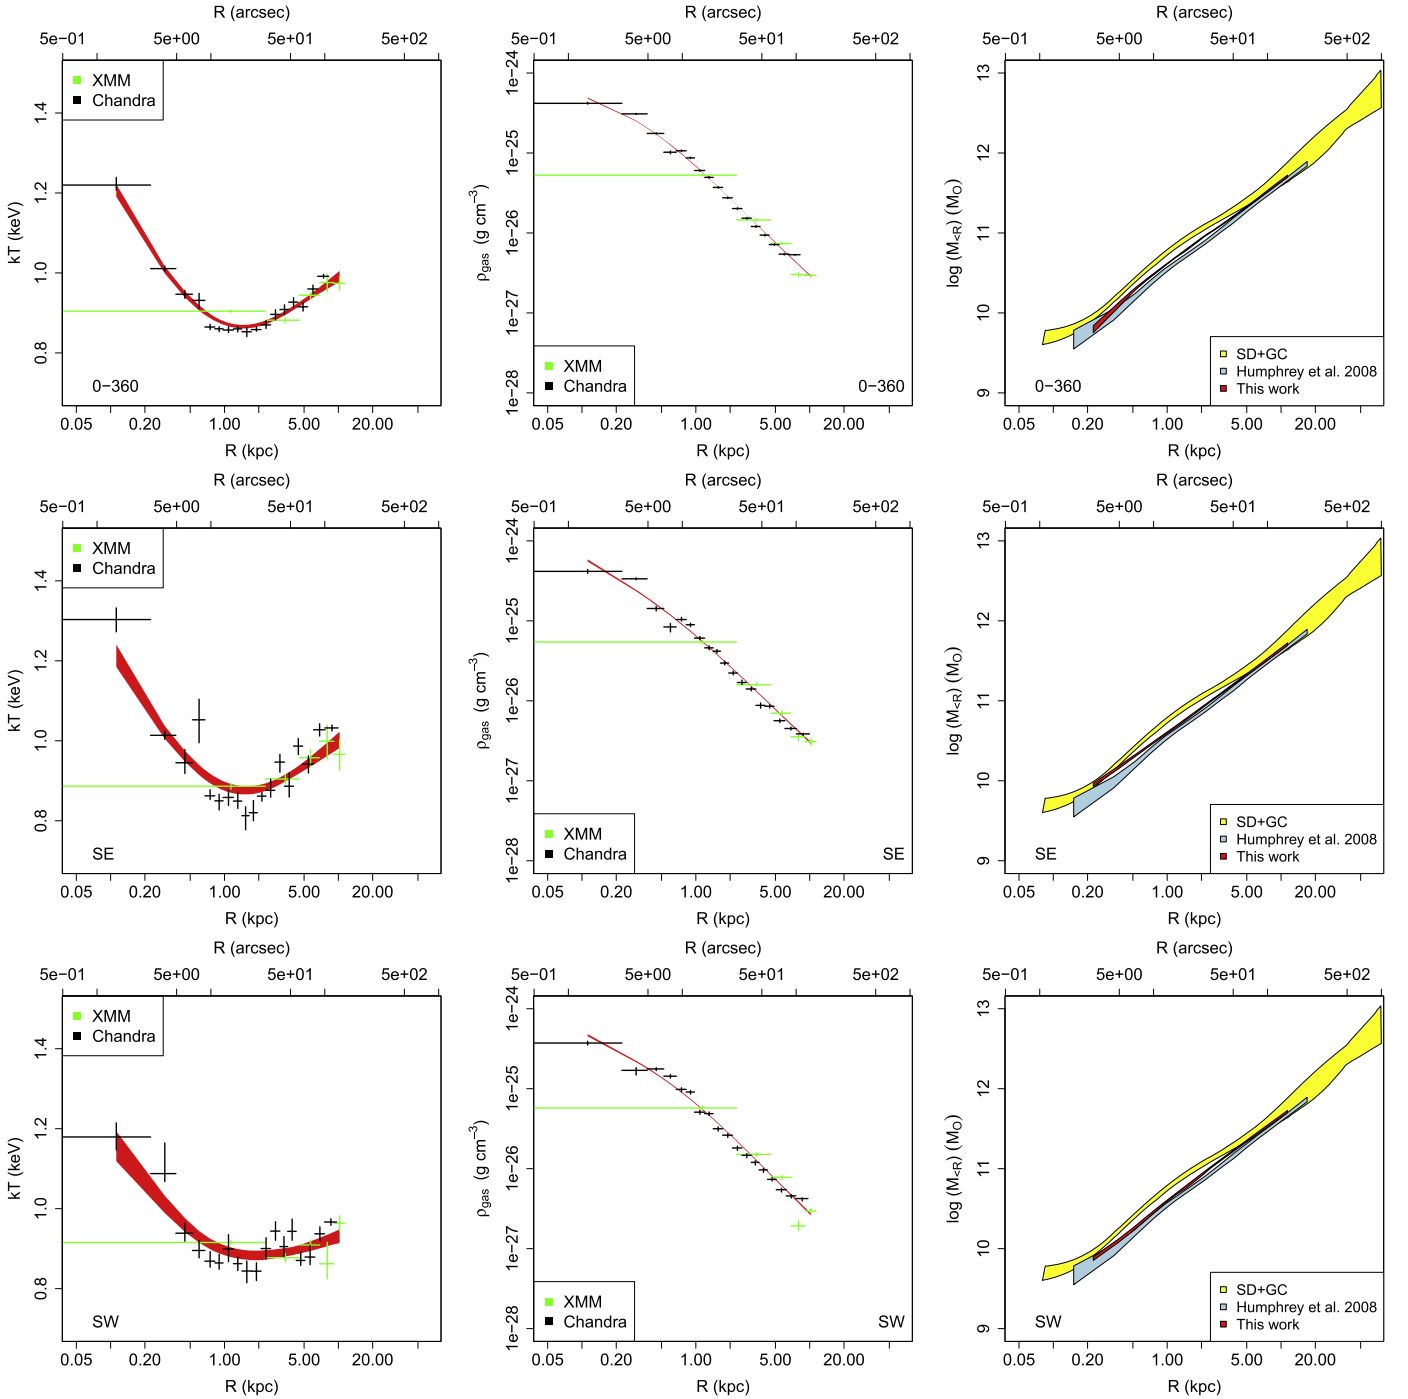 R (arcsec)
5e−01 5e+00 5e+01 5e+02
XMM
Chandra
kT (keV)
0.8 1.0 1.2 1.4
0−360
0.05 0.20 1.00 5.00 20.00
R (kpc)
R (arcsec)
5e−01 5e+00 5e+01 5e+02
ρgas (g cm−3)
1e−28 1e−27 1e−26 1e−25 1e−24
XMM
Chandra
0−360
0.05 0.20 1.00 5.00 20.00
R (kpc)
R (arcsec)
5e−01 5e+00 5e+01 5e+02
log (M<R) (MO)
9 10 11 12 13
SD+GC
Humphrey et al. 2008
This work
0−360
0.05 0.20 1.00 5.00 20.00
R (kpc)
R (arcsec)
5e−01 5e+00 5e+01 5e+02
XMM
Chandra
kT (keV)
0.8 1.0 1.2 1.4
SE
0.05 0.20 1.00 5.00 20.00
R (kpc)
R (arcsec)
5e−01 5e+00 5e+01 5e+02
ρgas (g cm−3)
1e−28 1e−27 1e−26 1e−25 1e−24
XMM
Chandra
SE
0.05 0.20 1.00 5.00 20.00
R (kpc)
R (arcsec)
5e−01 5e+00 5e+01 5e+02
log (M<R) (MO)
9 10 11 12 13
SD+GC
Humphrey et al. 2008
This work
SE
0.05 0.20 1.00 5.00 20.00
R (kpc)
R (arcsec)
5e−01 5e+00 5e+01 5e+02
XMM
Chandra
kT (keV)
0.8 1.0 1.2 1.4
SW
0.05 0.20 1.00 5.00 20.00
R (kpc)
R (arcsec)
5e−01 5e+00 5e+01 5e+02
ρgas (g cm−3)
1e−28 1e−27 1e−26 1e−25 1e−24
XMM
Chandra
SW
0.05 0.20 1.00 5.00 20.00
R (kpc)
R (arcsec)
5e−01 5e+00 5e+01 5e+02
log (M<R) (MO)
9 10 11 12 13
SD+GC
Humphrey et al. 2008
This work
SW
0.05 0.20 1.00 5.00 20.00
R (kpc)